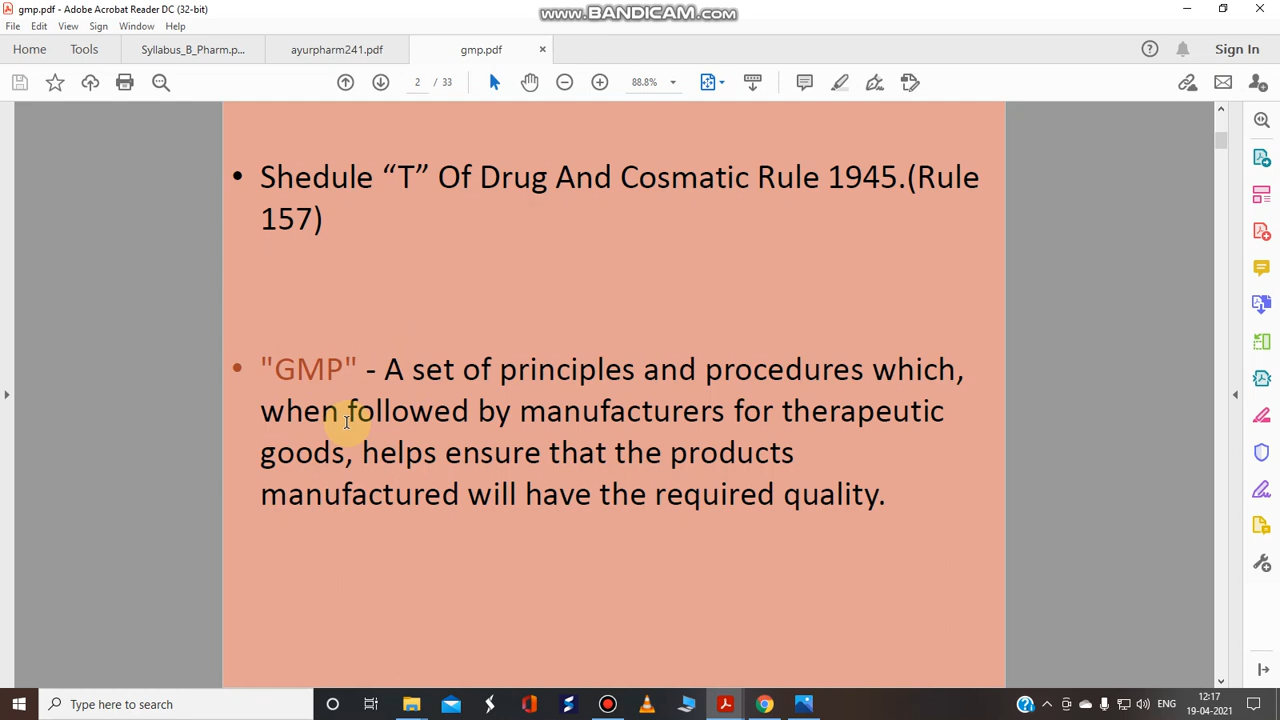 gmp.pdf - Adobe Acrobat Reader DC (32-bit)
www.BANDICAM.com
File Edit View Sign Window Help
Home Tools Syllabus_B_Pharm.p... ayurpharm241.pdf gmp.pdf × Sign In
2 / 33 88.8%
• Shedule “T” Of Drug And Cosmatic Rule 1945.(Rule
157)
• "GMP" - A set of principles and procedures which,
when followed by manufacturers for therapeutic
goods, helps ensure that the products
manufactured will have the required quality.
Type here to search
ENG
12:17
19-04-2021